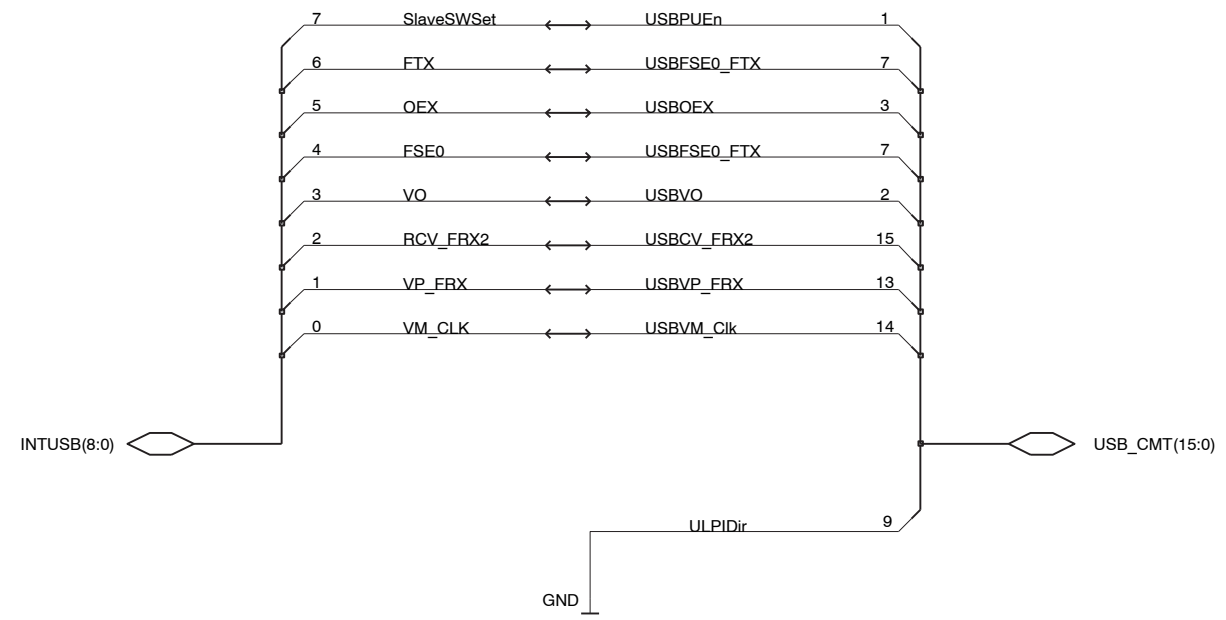 7 SlaveSWSet USBPUEn 1
6 FTX USBFSE0_FTX 7
5 OEX USBOEX 3
4 FSE0 USBFSE0_FTX 7
3 VO USBVO 2
2 RCV_FRX2 USBCV_FRX2 15
1 VP_FRX USBVP_FRX 13
0 VM_CLK USBVM_Clk 14
INTUSB(8:0) USB_CMT(15:0)
ULPIDir 9
GND